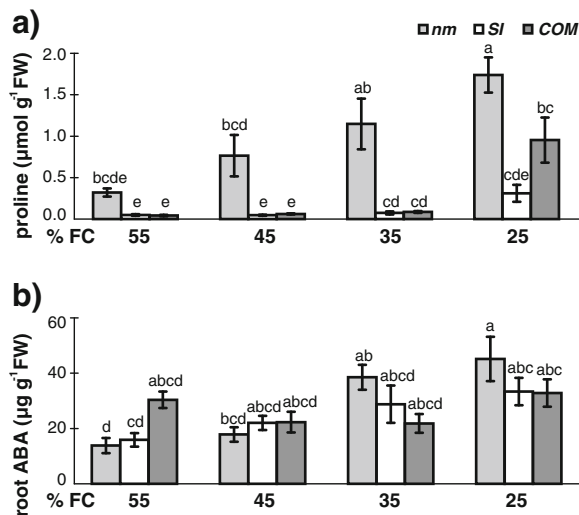 a)
nm SI COM
proline (µmol g-1FW)
2.0
1.5
1.0
0.5
0.0
bcde e e
bcd e e
ab cd cd
a cde bc
% FC 55 45 35 25
b)
root ABA (µg g-1FW)
60
40
20
0
d cd abcd
bcd abcd abcd
ab abcd abcd
a abc abc
% FC 55 45 35 25